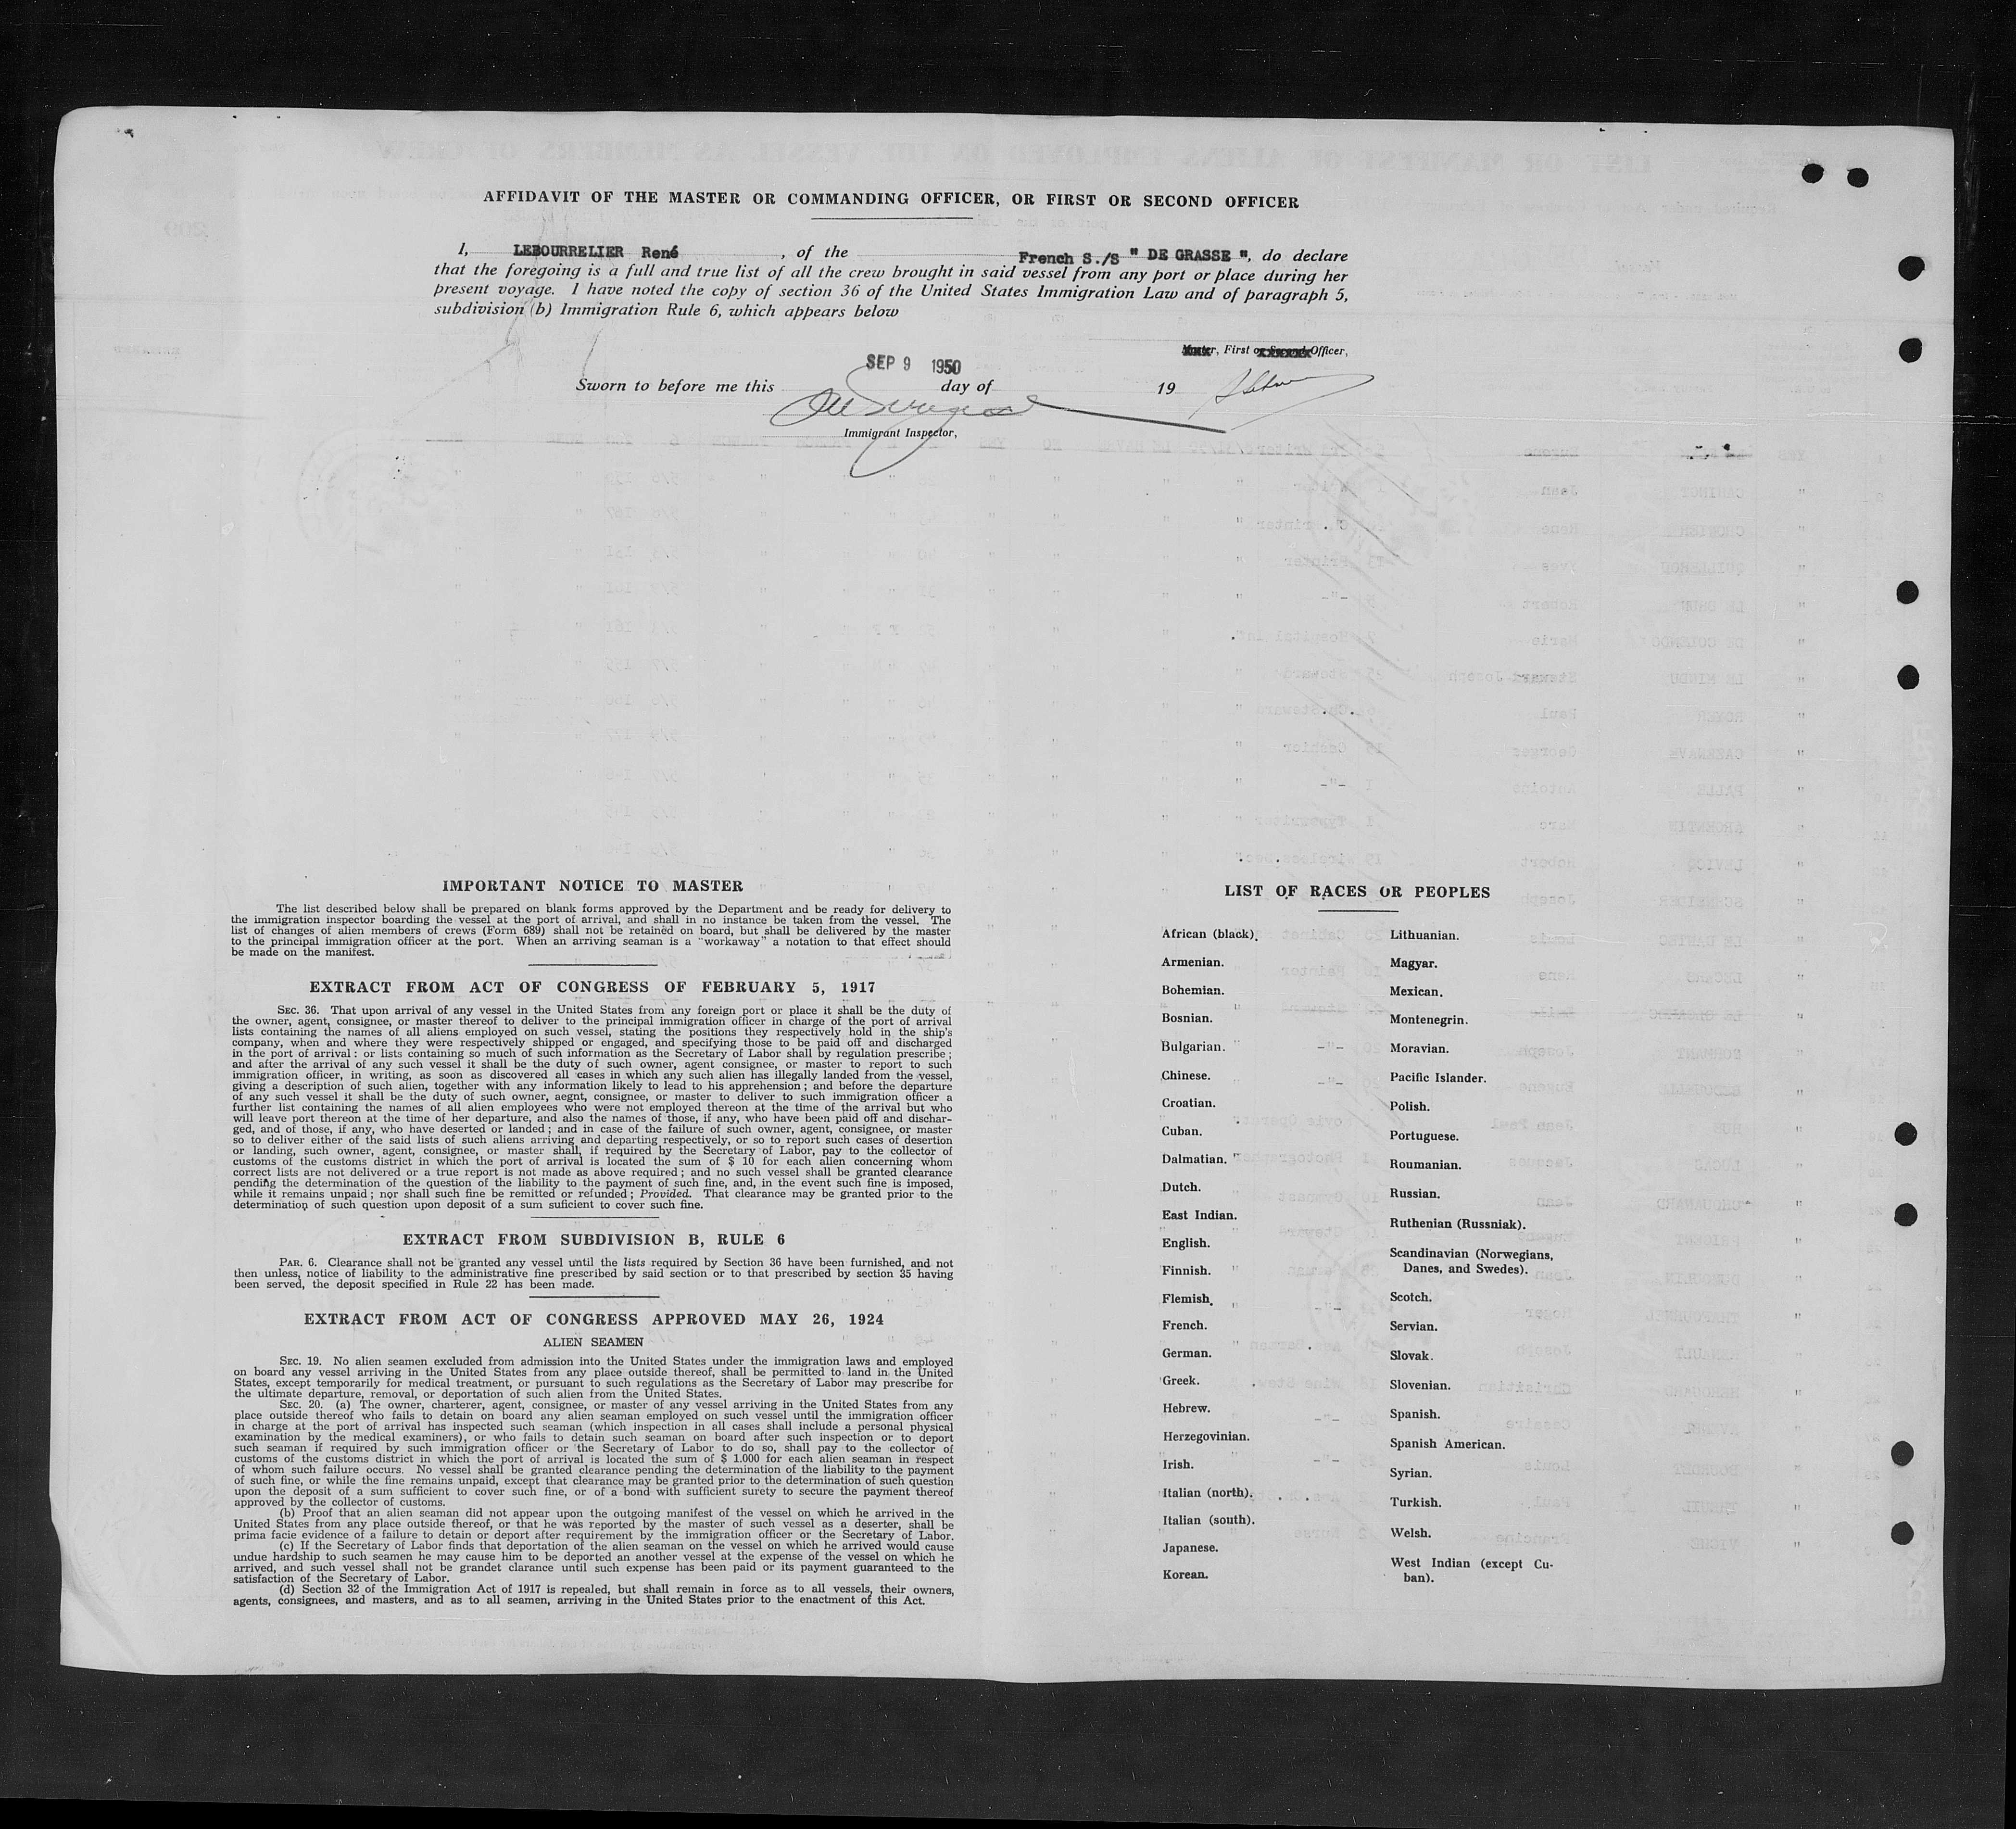 AFFIDAVIT OF THE MASTER OR COMMANDING OFFICER, OR FIRST OR SECOND OFFICER
I, LEBOURRELIER René , of the French S./S " DE GRASSE ", do declare
that the foregoing is a full and true list of all the crew brought in said vessel from any port or place during her
present voyage. I have noted the copy of section 36 of the United States Immigration Law and of paragraph 5,
subdivision (b) Immigration Rule 6, which appears below
Master, First or Second Officer,
SEP 9 1950
Sworn to before me this day of 19
Immigrant Inspector,
IMPORTANT NOTICE TO MASTER
The list described below shall be prepared on blank forms approved by the Department and be ready for delivery to
the immigration inspector boarding the vessel at the port of arrival, and shall in no instance be taken from the vessel. The
list of changes of alien members of crews (Form 689) shall not be retained on board, but shall be delivered by the master
to the principal immigration officer at the port. When an arriving seaman is a "workaway" a notation to that effect should
be made on the manifest.
EXTRACT FROM ACT OF CONGRESS OF FEBRUARY 5, 1917
SEC. 36. That upon arrival of any vessel in the United States from any foreign port or place it shall be the duty of
the owner, agent, consignee, or master thereof to deliver to the principal immigration officer in charge of the port of arrival
lists containing the names of all aliens employed on such vessel, stating the positions they respectively hold in the ship's
company, when and where they were respectively shipped or engaged, and specifying those to be paid off and discharged
in the port of arrival : or lists containing so much of such information as the Secretary of Labor shall by regulation prescribe ;
and after the arrival of any such vessel it shall be the duty of such owner, agent consignee, or master to report to such
immigration officer, in writing, as soon as discovered all cases in which any such alien has illegally landed from the vessel,
giving a description of such alien, together with any information likely to lead to his apprehension ; and before the departure
of any such vessel it shall be the duty of such owner, aegnt, consignee, or master to deliver to such immigration officer a
further list containing the names of all alien employees who were not employed thereon at the time of the arrival but who
will leave port thereon at the time of her departure, and also the names of those, if any, who have been paid off and dischar-
ged, and of those, if any, who have deserted or landed ; and in case of the failure of such owner, agent, consignee, or master
so to deliver either of the said lists of such aliens arriving and departing respectively, or so to report such cases of desertion
or landing, such owner, agent, consignee, or master shall, if required by the Secretary of Labor, pay to the collector of
customs of the customs district in which the port of arrival is located the sum of $ 10 for each alien concerning whom
correct lists are not delivered or a true report is not made as above required ; and no such vessel shall be granted clearance
pending the determination of the question of the liability to the payment of such fine, and, in the event such fine is imposed,
while it remains unpaid ; nor shall such fine be remitted or refunded ; Provided. That clearance may be granted prior to the
determination of such question upon deposit of a sum suficient to cover such fine.
EXTRACT FROM SUBDIVISION B, RULE 6
PAR. 6. Clearance shall not be granted any vessel until the lists required by Section 36 have been furnished, and not
then unless, notice of liability to the administrative fine prescribed by said section or to that prescribed by section 35 having
been served, the deposit specified in Rule 22 has been made.
EXTRACT FROM ACT OF CONGRESS APPROVED MAY 26, 1924
ALIEN SEAMEN
SEC. 19. No alien seamen excluded from admission into the United States under the immigration laws and employed
on board any vessel arriving in the United States from any place outside thereof, shall be permitted to land in the United
States, except temporarily for medical treatment, or pursuant to such regulations as the Secretary of Labor may prescribe for
the ultimate departure, removal, or deportation of such alien from the United States.
SEC. 20. (a) The owner, charterer, agent, consignee, or master of any vessel arriving in the United States from any
place outside thereof who fails to detain on board any alien seaman employed on such vessel until the immigration officer
in charge at the port of arrival has inspected such seaman (which inspection in all cases shall include a personal physical
examination by the medical examiners), or who fails to detain such seaman on board after such inspection or to deport
such seaman if required by such immigration officer or the Secretary of Labor to do so, shall pay to the collector of
customs of the customs district in which the port of arrival is located the sum of $ 1.000 for each alien seaman in respect
of whom such failure occurs. No vessel shall be granted clearance pending the determination of the liability to the payment
of such fine, or while the fine remains unpaid, except that clearance may be granted prior to the determination of such question
upon the deposit of a sum sufficient to cover such fine, or of a bond with sufficient surety to secure the payment thereof
approved by the collector of customs.
(b) Proof that an alien seaman did not appear upon the outgoing manifest of the vessel on which he arrived in the
United States from any place outside thereof, or that he was reported by the master of such vessel as a deserter, shall be
prima facie evidence of a failure to detain or deport after requirement by the immigration officer or the Secretary of Labor.
(c) If the Secretary of Labor finds that deportation of the alien seaman on the vessel on which he arrived would cause
undue hardship to such seamen he may cause him to be deported an another vessel at the expense of the vessel on which he
arrived, and such vessel shall not be grandet clarance until such expense has been paid or its payment guaranteed to the
satisfaction of the Secretary of Labor.
(d) Section 32 of the Immigration Act of 1917 is repealed, but shall remain in force as to all vessels, their owners,
agents, consignees, and masters, and as to all seamen, arriving in the United States prior to the enactment of this Act.
LIST OF RACES OR PEOPLES
African (black).
Armenian.
Bohemian.
Bosnian.
Bulgarian.
Chinese.
Croatian.
Cuban.
Dalmatian.
Dutch.
East Indian.
English.
Finnish.
Flemish.
French.
German.
Greek.
Hebrew.
Herzegovinian.
Irish.
Italian (north).
Italian (south).
Japanese.
Korean.
Lithuanian.
Magyar.
Mexican.
Montenegrin.
Moravian.
Pacific Islander.
Polish.
Portuguese.
Roumanian.
Russian.
Ruthenian (Russniak).
Scandinavian (Norwegians,
Danes, and Swedes).
Scotch.
Servian.
Slovak.
Slovenian.
Spanish.
Spanish American.
Syrian.
Turkish.
Welsh.
West Indian (except Cu-
ban).